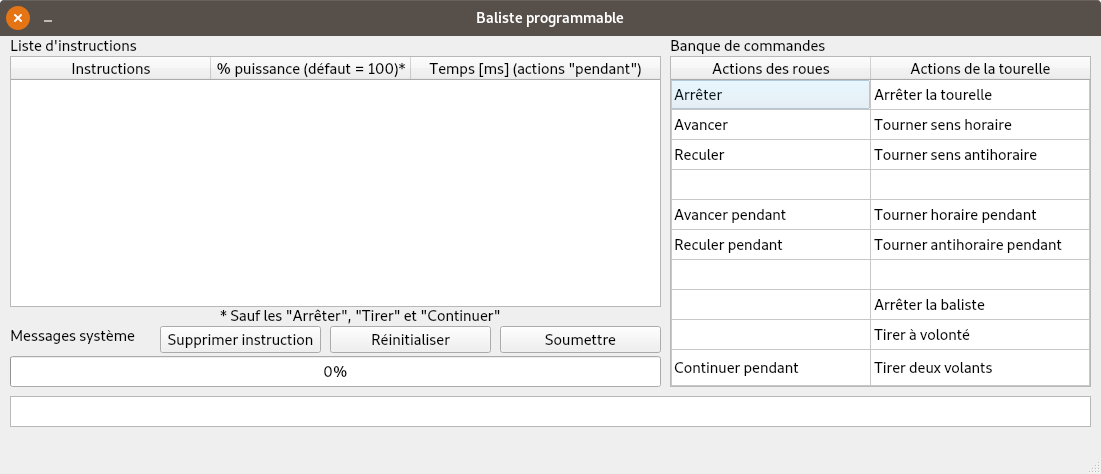 Baliste programmable
Liste d'instructions
Banque de commandes
Instructions % puissance (défaut = 100)* Temps [ms] (actions "pendant")
Actions des roues Actions de la tourelle
Arrêter Arrêter la tourelle
Avancer Tourner sens horaire
Reculer Tourner sens antihoraire
Avancer pendant Tourner horaire pendant
Reculer pendant Tourner antihoraire pendant
Arrêter la baliste
Tirer à volonté
Continuer pendant Tirer deux volants
* Sauf les "Arrêter", "Tirer" et "Continuer"
Messages système Supprimer instruction Réinitialiser Soumettre
0%